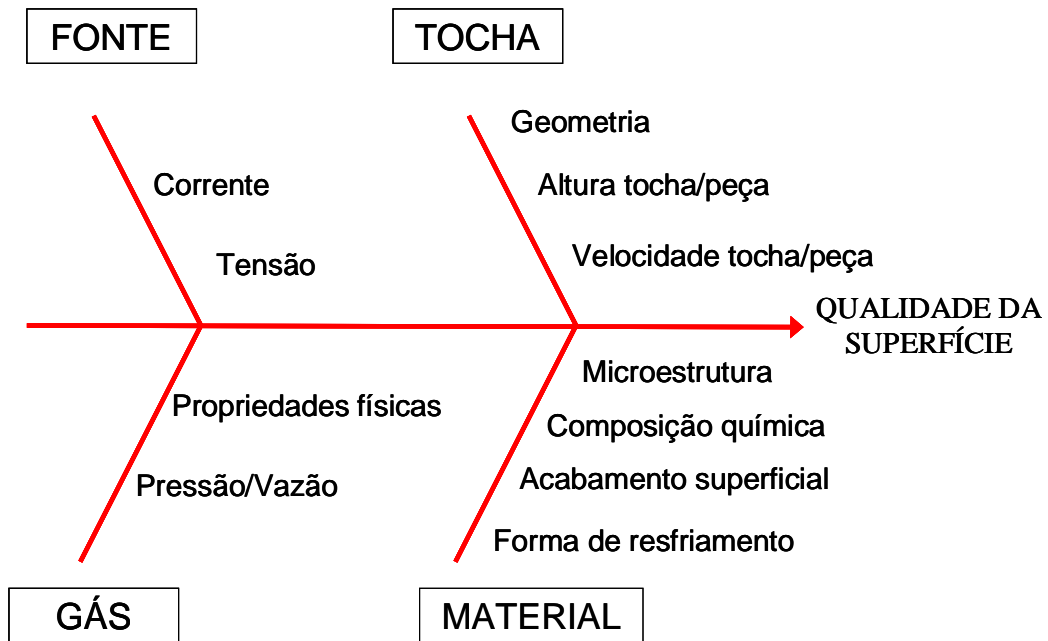 FONTE
TOCHA
Geometria
Corrente
Altura tocha/peça
Tensão
Velocidade tocha/peça
QUALIDADE DA
SUPERFÍCIE
Microestrutura
Propriedades físicas
Composição química
Pressão/Vazão
Acabamento superficial
Forma de resfriamento
GÁS
MATERIAL